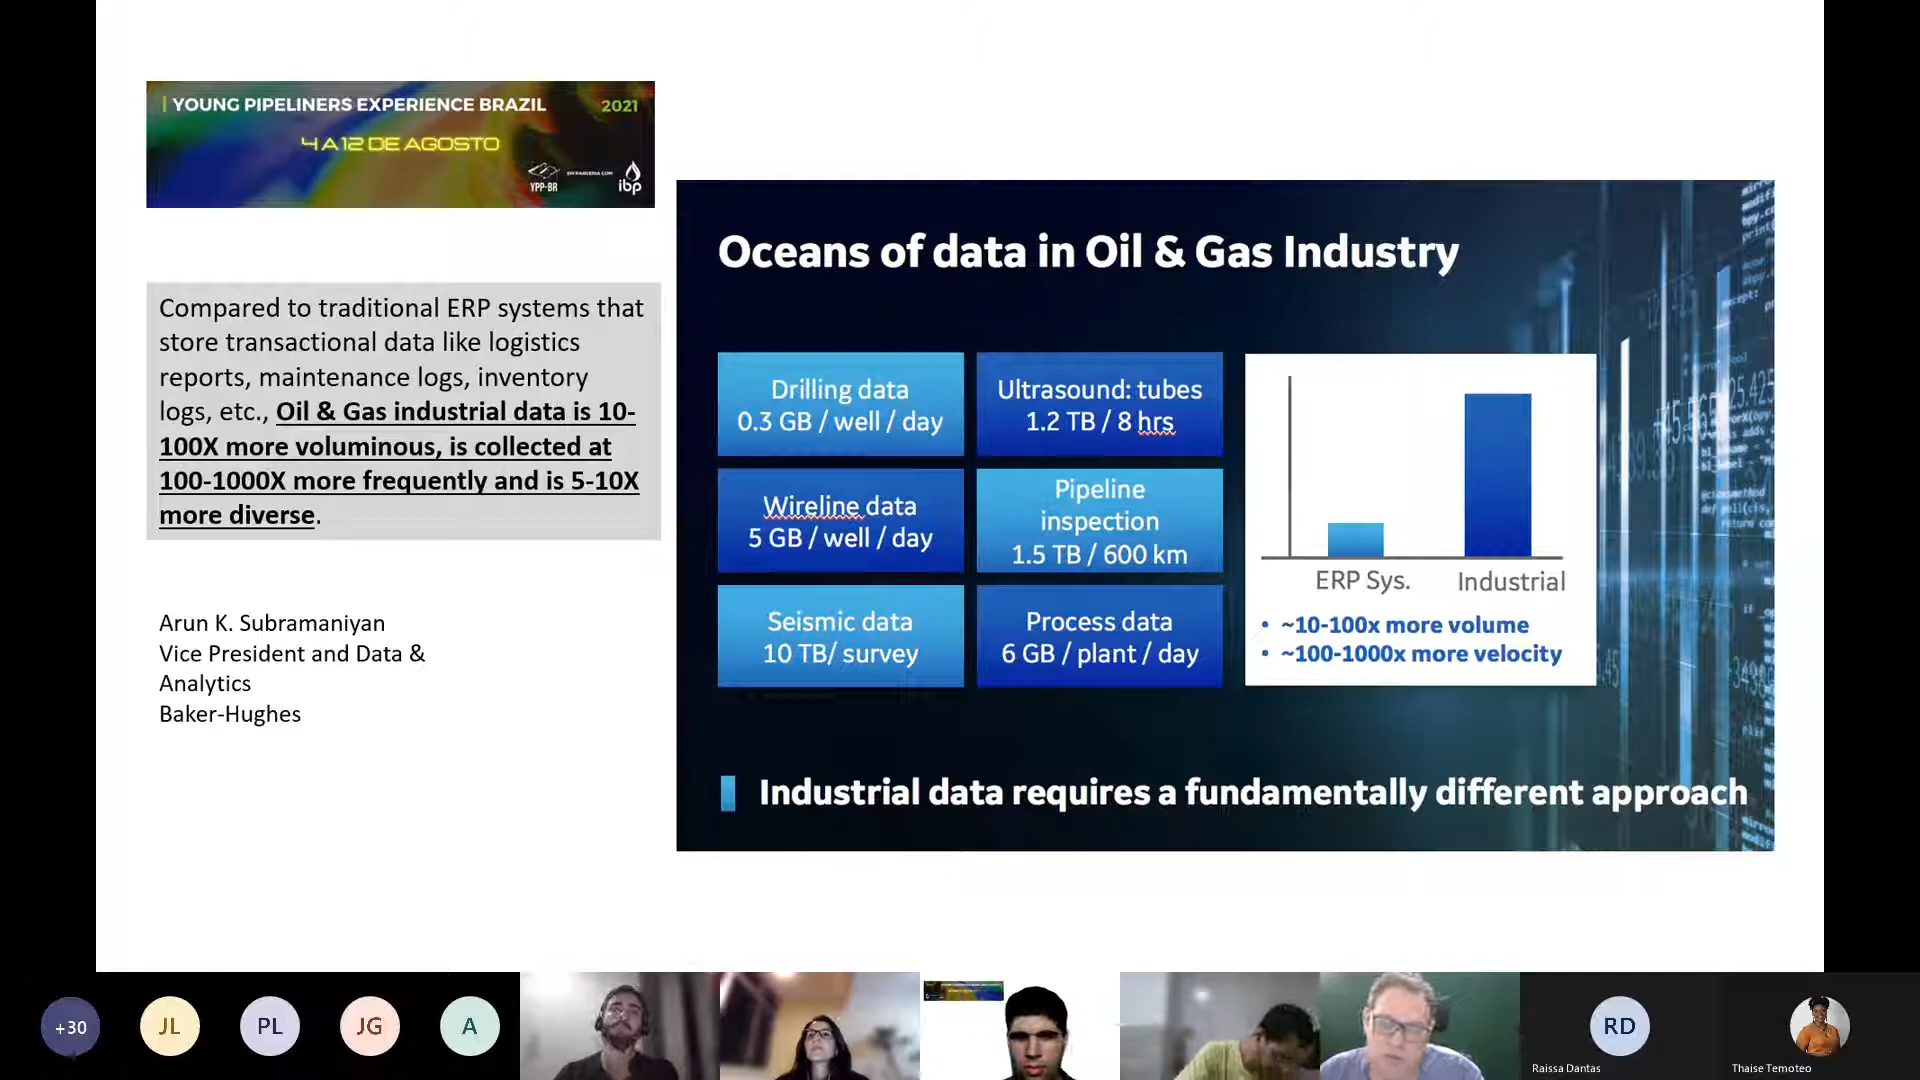 YOUNG PIPELINERS EXPERIENCE BRAZIL 2021
4 A 12 DE AGOSTO
YPP-BR
EM PARCERIA COM
ibp
Compared to traditional ERP systems that
store transactional data like logistics
reports, maintenance logs, inventory
logs, etc., Oil & Gas industrial data is 10-
100X more voluminous, is collected at
100-1000X more frequently and is 5-10X
more diverse.
Arun K. Subramaniyan
Vice President and Data &
Analytics
Baker-Hughes
Oceans of data in Oil & Gas Industry
Drilling data
0.3 GB / well / day
Ultrasound: tubes
1.2 TB / 8 hrs
Wireline data
5 GB / well / day
Pipeline
inspection
1.5 TB / 600 km
Seismic data
10 TB/ survey
Process data
6 GB / plant / day
ERP Sys.
Industrial
• ~10-100x more volume
• ~100-1000x more velocity
Industrial data requires a fundamentally different approach
+30
JL
PL
JG
A
RD
Raissa Dantas
Thaise Temoteo